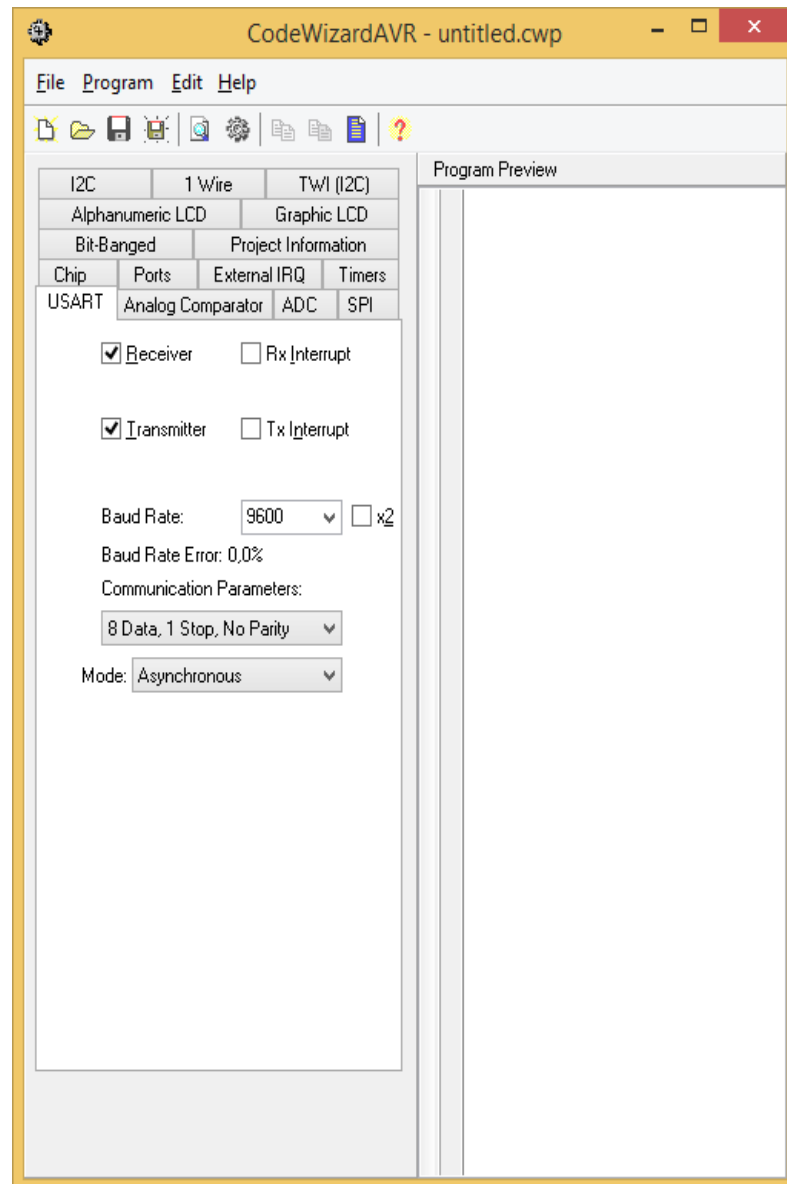 CodeWizardAVR - untitled.cwp
File Program Edit Help
Program Preview
I2C 1 Wire TWI (I2C)
Alphanumeric LCD Graphic LCD
Bit-Banged Project Information
Chip Ports External IRQ Timers
USART Analog Comparator ADC SPI
Receiver Rx Interrupt
Transmitter Tx Interrupt
Baud Rate: 9600 x2
Baud Rate Error: 0,0%
Communication Parameters:
8 Data, 1 Stop, No Parity
Mode: Asynchronous